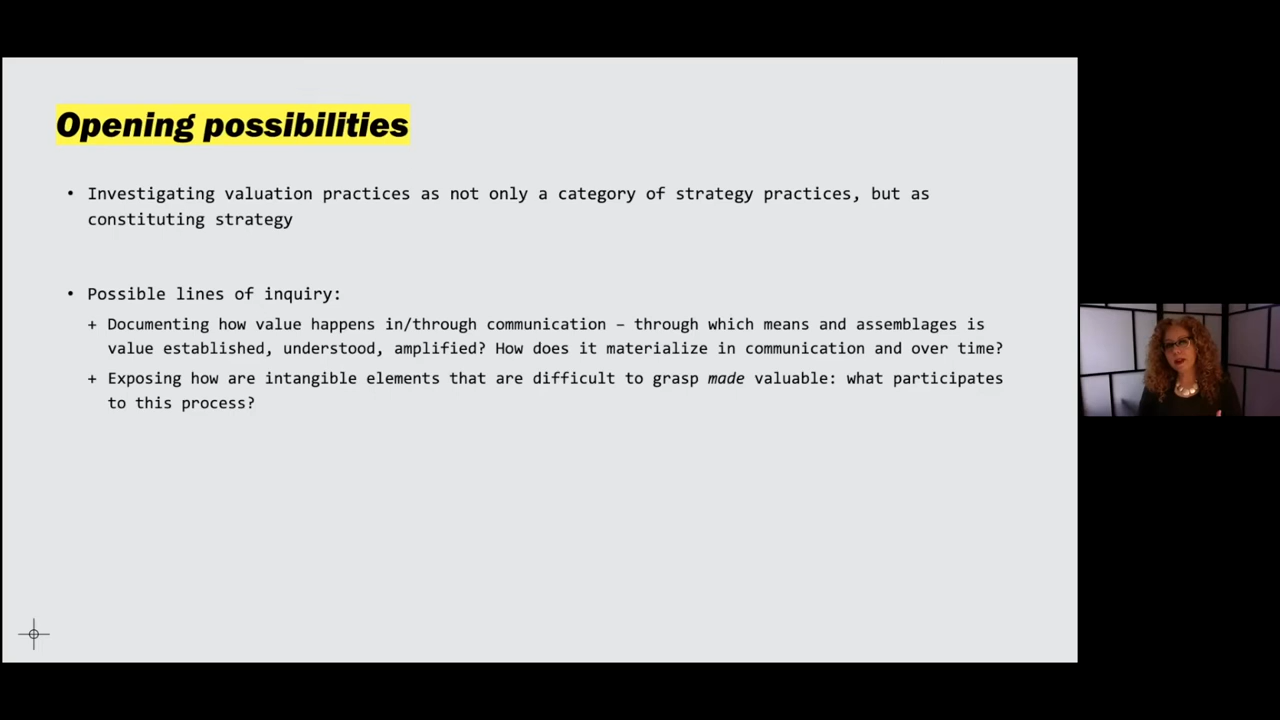 Opening possibilities
• Investigating valuation practices as not only a category of strategy practices, but as
constituting strategy
• Possible lines of inquiry:
+ Documenting how value happens in/through communication – through which means and assemblages is
value established, understood, amplified? How does it materialize in communication and over time?
+ Exposing how are intangible elements that are difficult to grasp made valuable: what participates
to this process?